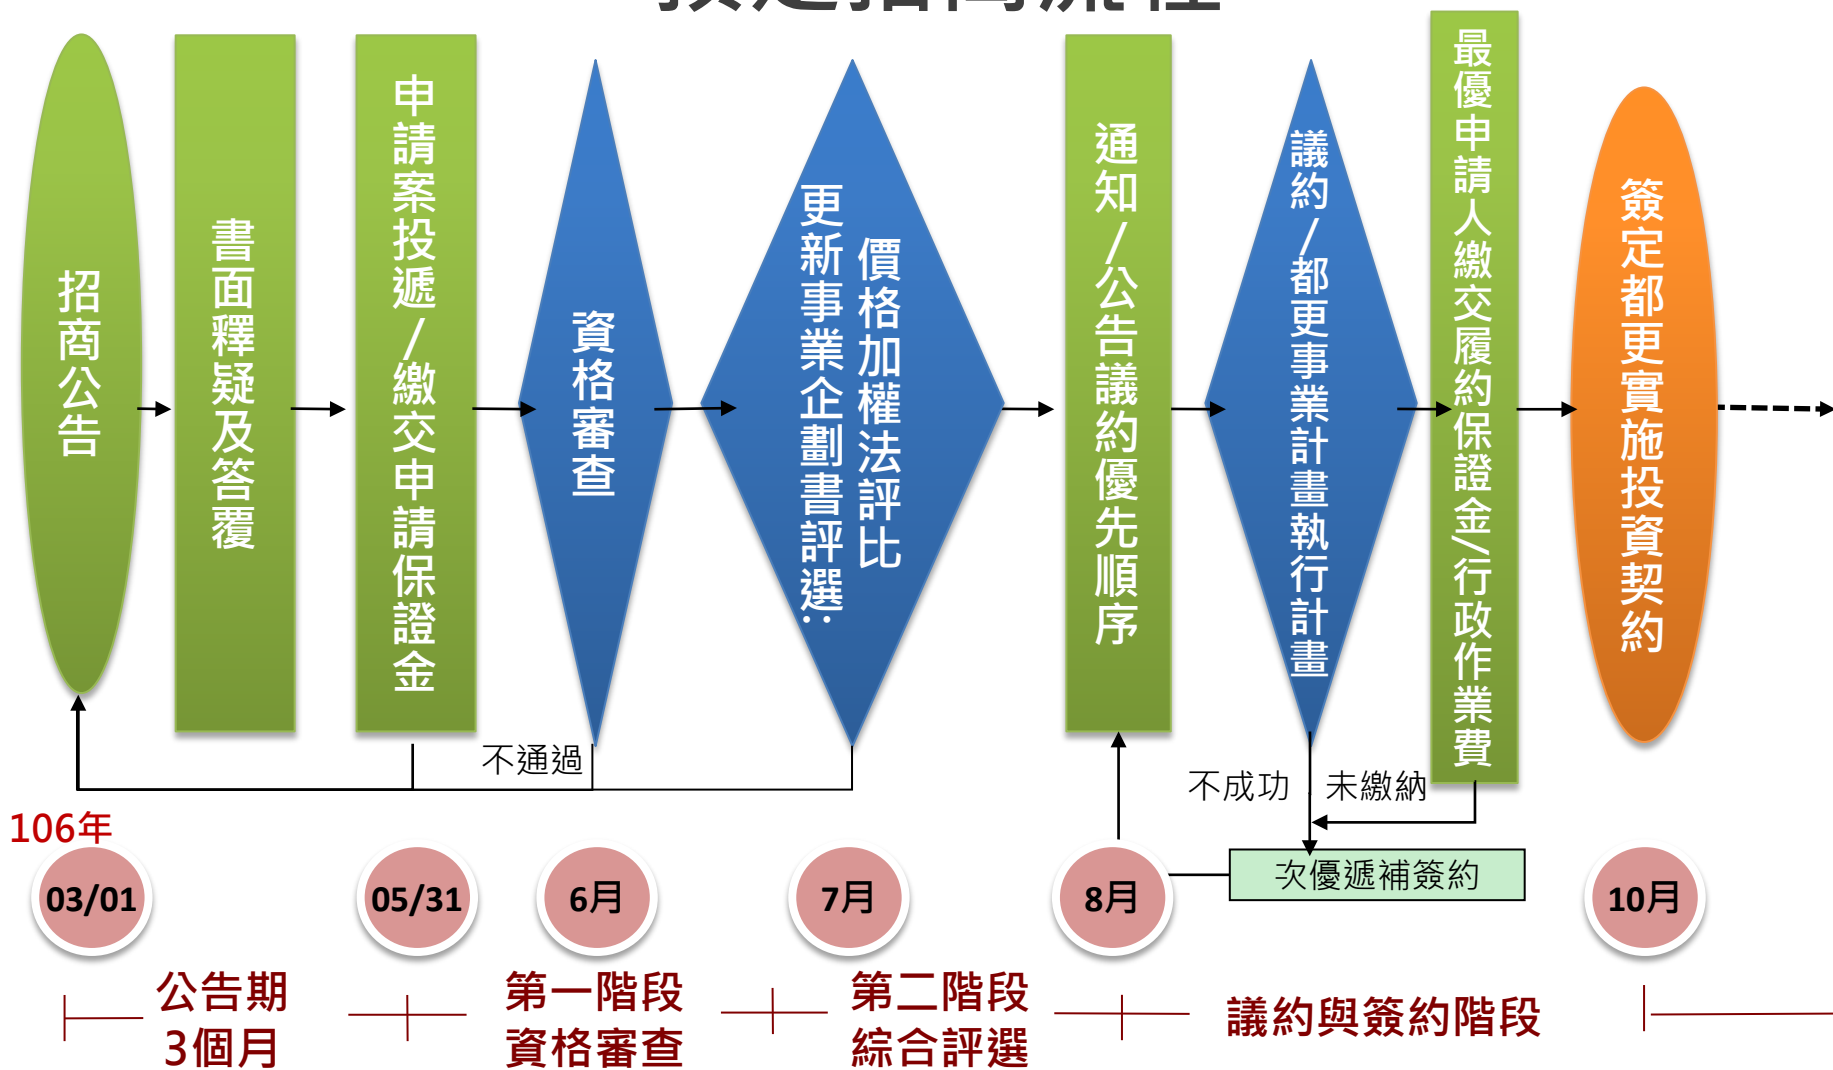 預定招商流程
招商公告
書面釋疑及答覆
申請案投遞/繳交申請保證金
資格審查
更新事業企劃書評選:
價格加權法評比
通知/公告議約優先順序
議約/都更事業計畫執行計畫
最優申請人繳交履約保證金/行政作業費
簽定都更實施投資契約
不通過
不成功
未繳納
次優遞補簽約
106年
03/01
05/31
6月
7月
8月
10月
公告期
3個月
第一階段
資格審查
第二階段
綜合評選
議約與簽約階段